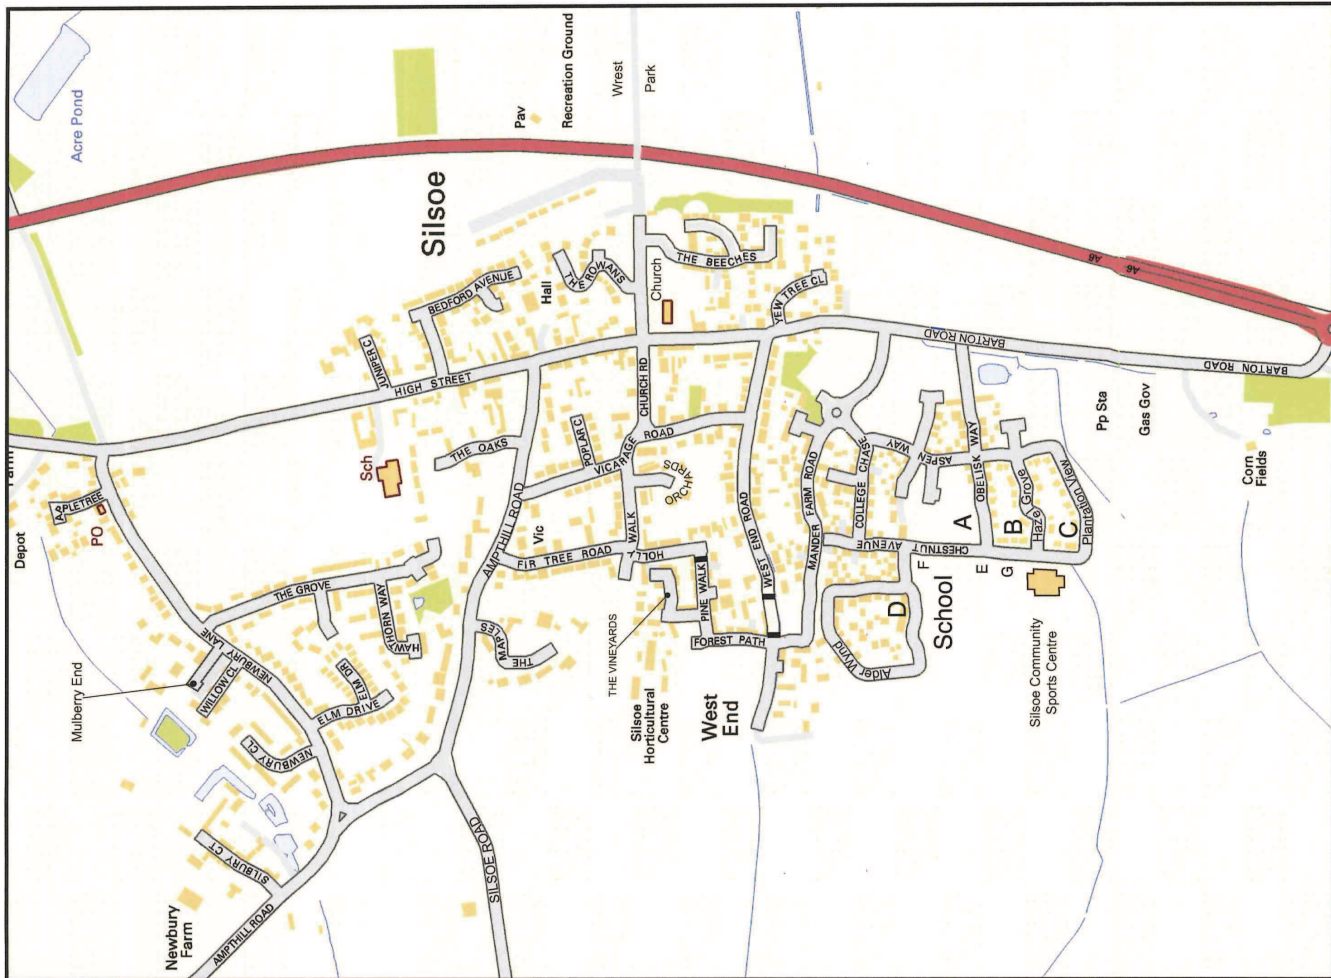 Acre Pond
Pav
Recreation Ground
Wrest
Park
Silsoe
Depot
APPLETREE
PO
Sch
JUNIPER C
BEDFORD AVENUE
Hall
THE ROWANS
Church
THE BEECHES
YEW TREE CL
HIGH STREET
BARTON ROAD
BARTON ROAD
A6
A6
THE OAKS
POPLAR C
CHURCH RD
VICARAGE ROAD
ORCHARDS
AMPTHILL ROAD
Vic
FIR TREE ROAD
HOLLY WALK
PINE WALK
FOREST PATH
WEST END ROAD
WEST
MANDER FARM ROAD
COLLEGE CHASE
ASPEN WAY
OBELISK WAY
CHESTNUT AVENUE
Grove
Plantation View
A
B
C
D
E
F
G
School
Alder Wynd
Pp Sta
Gas Gov
Corn
Fields
Silsoe Community
Sports Centre
Mulberry End
NEWBURY LANE
THE GROVE
WILLOW CL
HAWTHORN WAY
ELM DR
ELM DRIVE
NEWBURY CL
THE MAPLES
THE VINEYARDS
Silsoe
Horticultural
Centre
West
End
SILBURY CT
Newbury
Farm
AMPTHILL ROAD
SILSOE ROAD